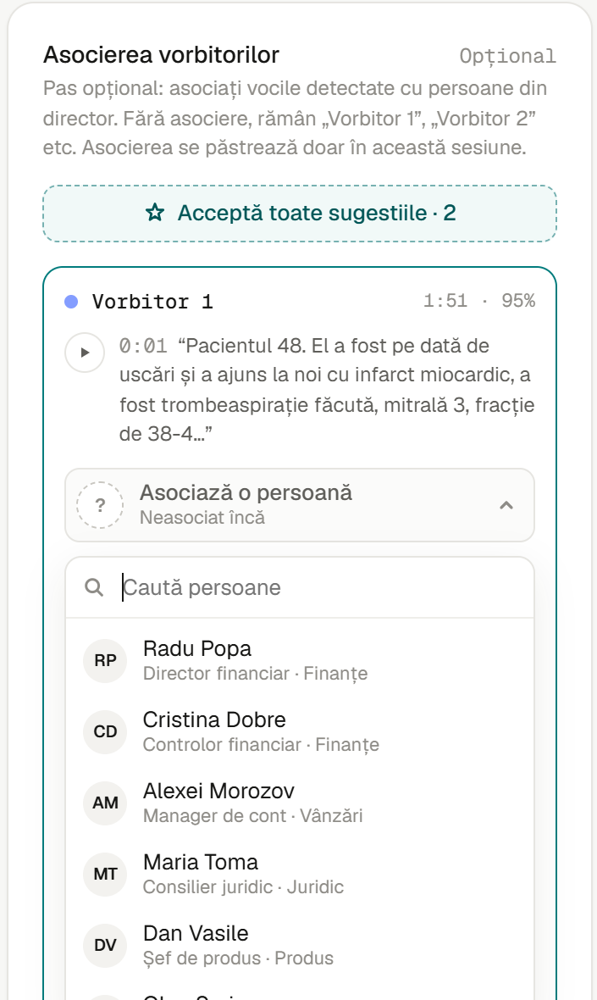 Asocierea vorbitorilor
Opțional
Pas opțional: asociați vocile detectate cu persoane din
director. Fără asociere, rămân „Vorbitor 1”, „Vorbitor 2”
etc. Asocierea se păstrează doar în această sesiune.
Acceptă toate sugestiile · 2
Vorbitor 1
1:51 · 95%
0:01 “Pacientul 48. El a fost pe dată de
uscări și a ajuns la noi cu infarct miocardic, a
fost trombeaspirație făcută, mitrală 3, fracție
de 38-4…”
?
Asociază o persoană
Neasociat încă
Caută persoane
RP
Radu Popa
Director financiar · Finanțe
CD
Cristina Dobre
Controlor financiar · Finanțe
AM
Alexei Morozov
Manager de cont · Vânzări
MT
Maria Toma
Consilier juridic · Juridic
DV
Dan Vasile
Șef de produs · Produs